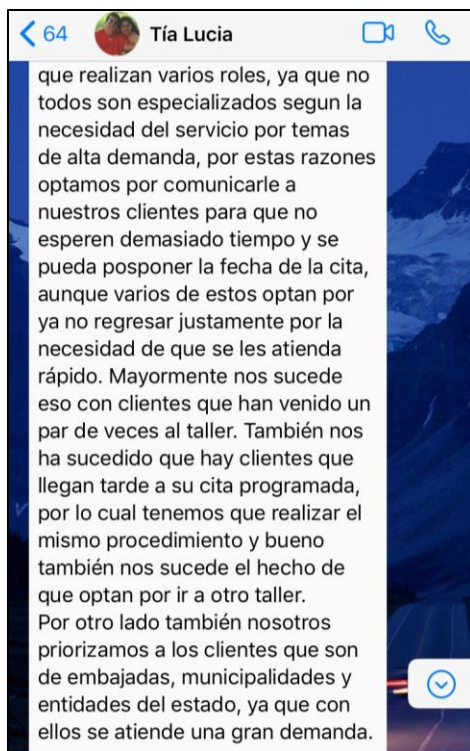 64
Tía Lucia
que realizan varios roles, ya que no
todos son especializados segun la
necesidad del servicio por temas
de alta demanda, por estas razones
optamos por comunicarle a
nuestros clientes para que no
esperen demasiado tiempo y se
pueda posponer la fecha de la cita,
aunque varios de estos optan por
ya no regresar justamente por la
necesidad de que se les atienda
rápido. Mayormente nos sucede
eso con clientes que han venido un
par de veces al taller. También nos
ha sucedido que hay clientes que
llegan tarde a su cita programada,
por lo cual tenemos que realizar el
mismo procedimiento y bueno
también nos sucede el hecho de
que optan por ir a otro taller.
Por otro lado también nosotros
priorizamos a los clientes que son
de embajadas, municipalidades y
entidades del estado, ya que con
ellos se atiende una gran demanda.